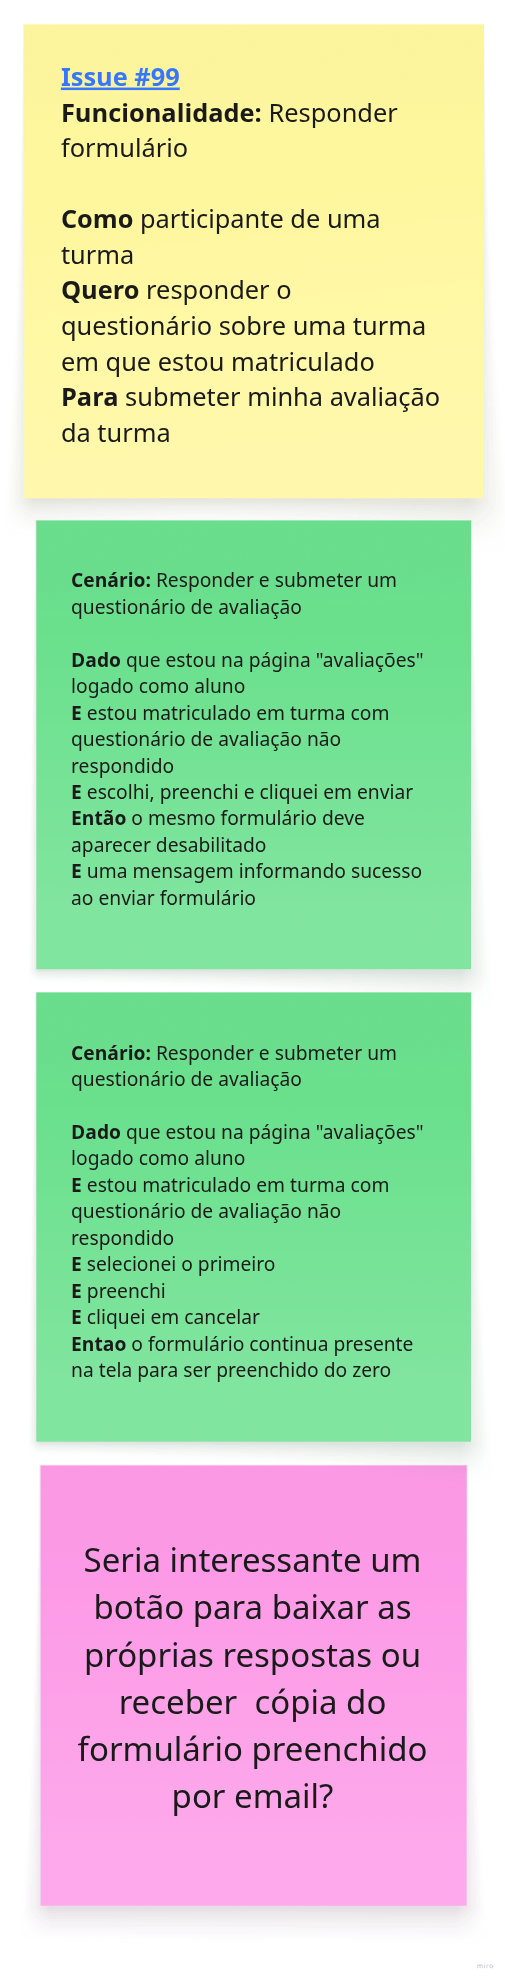 Issue #99
Funcionalidade: Responder
formulário
Como participante de uma
turma
Quero responder o
questionário sobre uma turma
em que estou matriculado
Para submeter minha avaliação
da turma
Cenário: Responder e submeter um
questionário de avaliação
Dado que estou na página "avaliações"
logado como aluno
E estou matriculado em turma com
questionário de avaliação não
respondido
E escolhi, preenchi e cliquei em enviar
Então o mesmo formulário deve
aparecer desabilitado
E uma mensagem informando sucesso
ao enviar formulário
Cenário: Responder e submeter um
questionário de avaliação
Dado que estou na página "avaliações"
logado como aluno
E estou matriculado em turma com
questionário de avaliação não
respondido
E selecionei o primeiro
E preenchi
E cliquei em cancelar
Entao o formulário continua presente
na tela para ser preenchido do zero
Seria interessante um
botão para baixar as
próprias respostas ou
receber  cópia do
formulário preenchido
por email?
miro